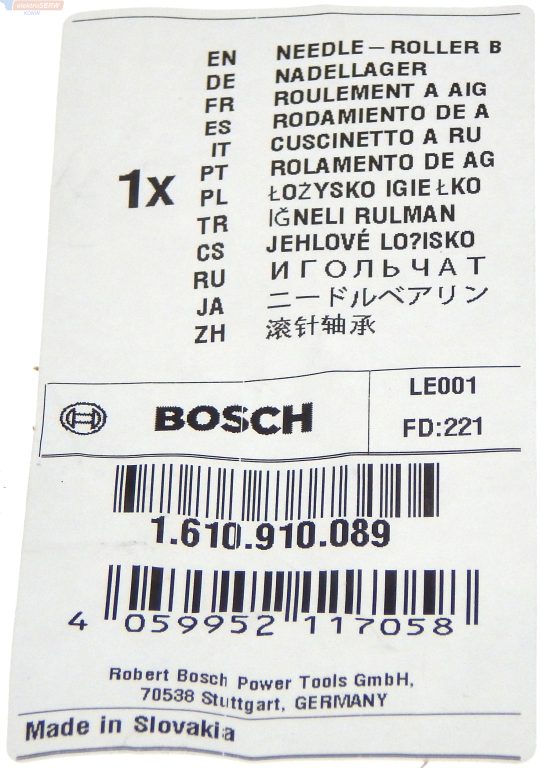 elektroSERW
KONW
1x
EN NEEDLE – ROLLER B
DE NADELLAGER
FR ROULEMENT A AIG
ES RODAMIENTO DE A
IT CUSCINETTO A RU
PT ROLAMENTO DE AG
PL ŁOŻYSKO IGIEŁKO
TR IĞNELI RULMAN
CS JEHLOVÉ LO?ISKO
RU ИГОЛЬЧАТ
JA ニードルベアリン
ZH 滚针轴承
BOSCH
LE001
FD:221
1.610.910.089
4 059952 117058
Robert Bosch Power Tools GmbH,
70538 Stuttgart, GERMANY
Made in Slovakia